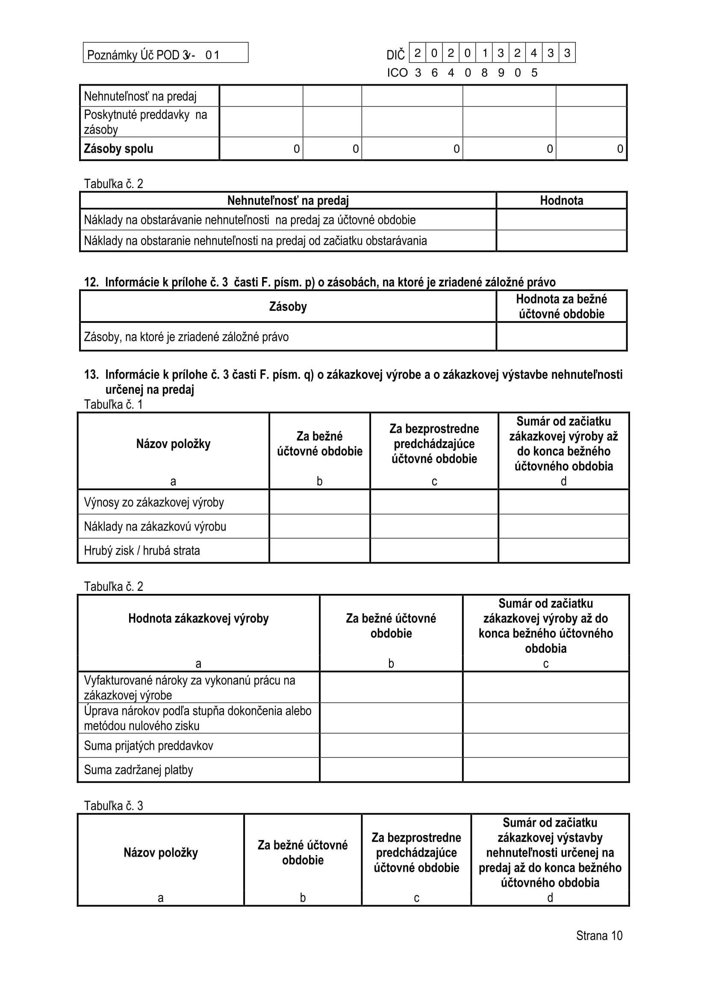 Poznámky Úč POD 3v- 01
DIČ 2 0 2 0 1 3 2 4 3 3
ICO 3 6 4 0 8 9 0 5
Nehnuteľnosť na predaj
Poskytnuté preddavky na
zásoby
Zásoby spolu 0 0 0 0 0
Tabuľka č. 2
Nehnuteľnosť na predaj Hodnota
Náklady na obstarávanie nehnuteľnosti na predaj za účtovné obdobie
Náklady na obstaranie nehnuteľnosti na predaj od začiatku obstarávania
12. Informácie k prílohe č. 3 časti F. písm. p) o zásobách, na ktoré je zriadené záložné právo
Zásoby
Hodnota za bežné
účtovné obdobie
Zásoby, na ktoré je zriadené záložné právo
13. Informácie k prílohe č. 3 časti F. písm. q) o zákazkovej výrobe a o zákazkovej výstavbe nehnuteľnosti
určenej na predaj
Tabuľka č. 1
Názov položky
a
Za bežné
účtovné obdobie
b
Za bezprostredne
predchádzajúce
účtovné obdobie
c
Sumár od začiatku
zákazkovej výroby až
do konca bežného
účtovného obdobia
d
Výnosy zo zákazkovej výroby
Náklady na zákazkovú výrobu
Hrubý zisk / hrubá strata
Tabuľka č. 2
Hodnota zákazkovej výroby
a
Za bežné účtovné
obdobie
b
Sumár od začiatku
zákazkovej výroby až do
konca bežného účtovného
obdobia
c
Vyfakturované nároky za vykonanú prácu na
zákazkovej výrobe
Úprava nárokov podľa stupňa dokončenia alebo
metódou nulového zisku
Suma prijatých preddavkov
Suma zadržanej platby
Tabuľka č. 3
Názov položky
a
Za bežné účtovné
obdobie
b
Za bezprostredne
predchádzajúce
účtovné obdobie
c
Sumár od začiatku
zákazkovej výstavby
nehnuteľnosti určenej na
predaj až do konca bežného
účtovného obdobia
d
Strana 10